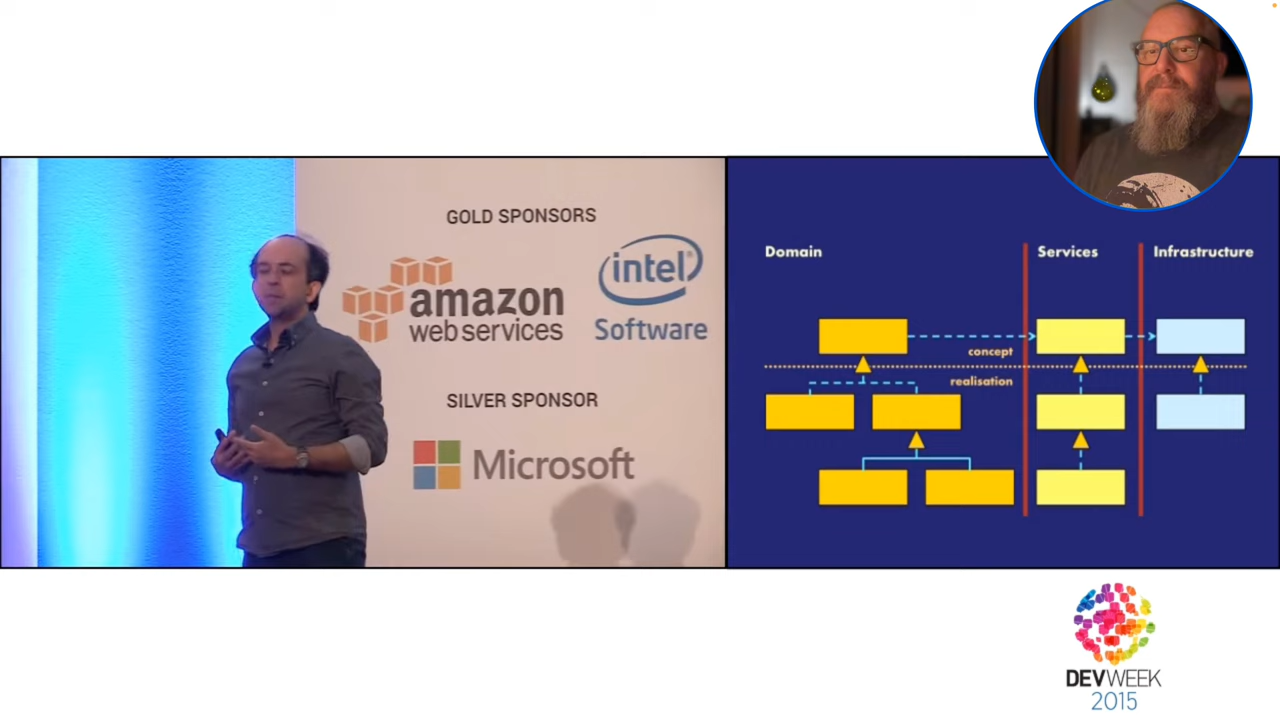 GOLD SPONSORS
amazon
web services
intel®
Software
SILVER SPONSOR
Microsoft
Domain
Services
Infrastructure
concept
realisation
DEVWEEK
2015